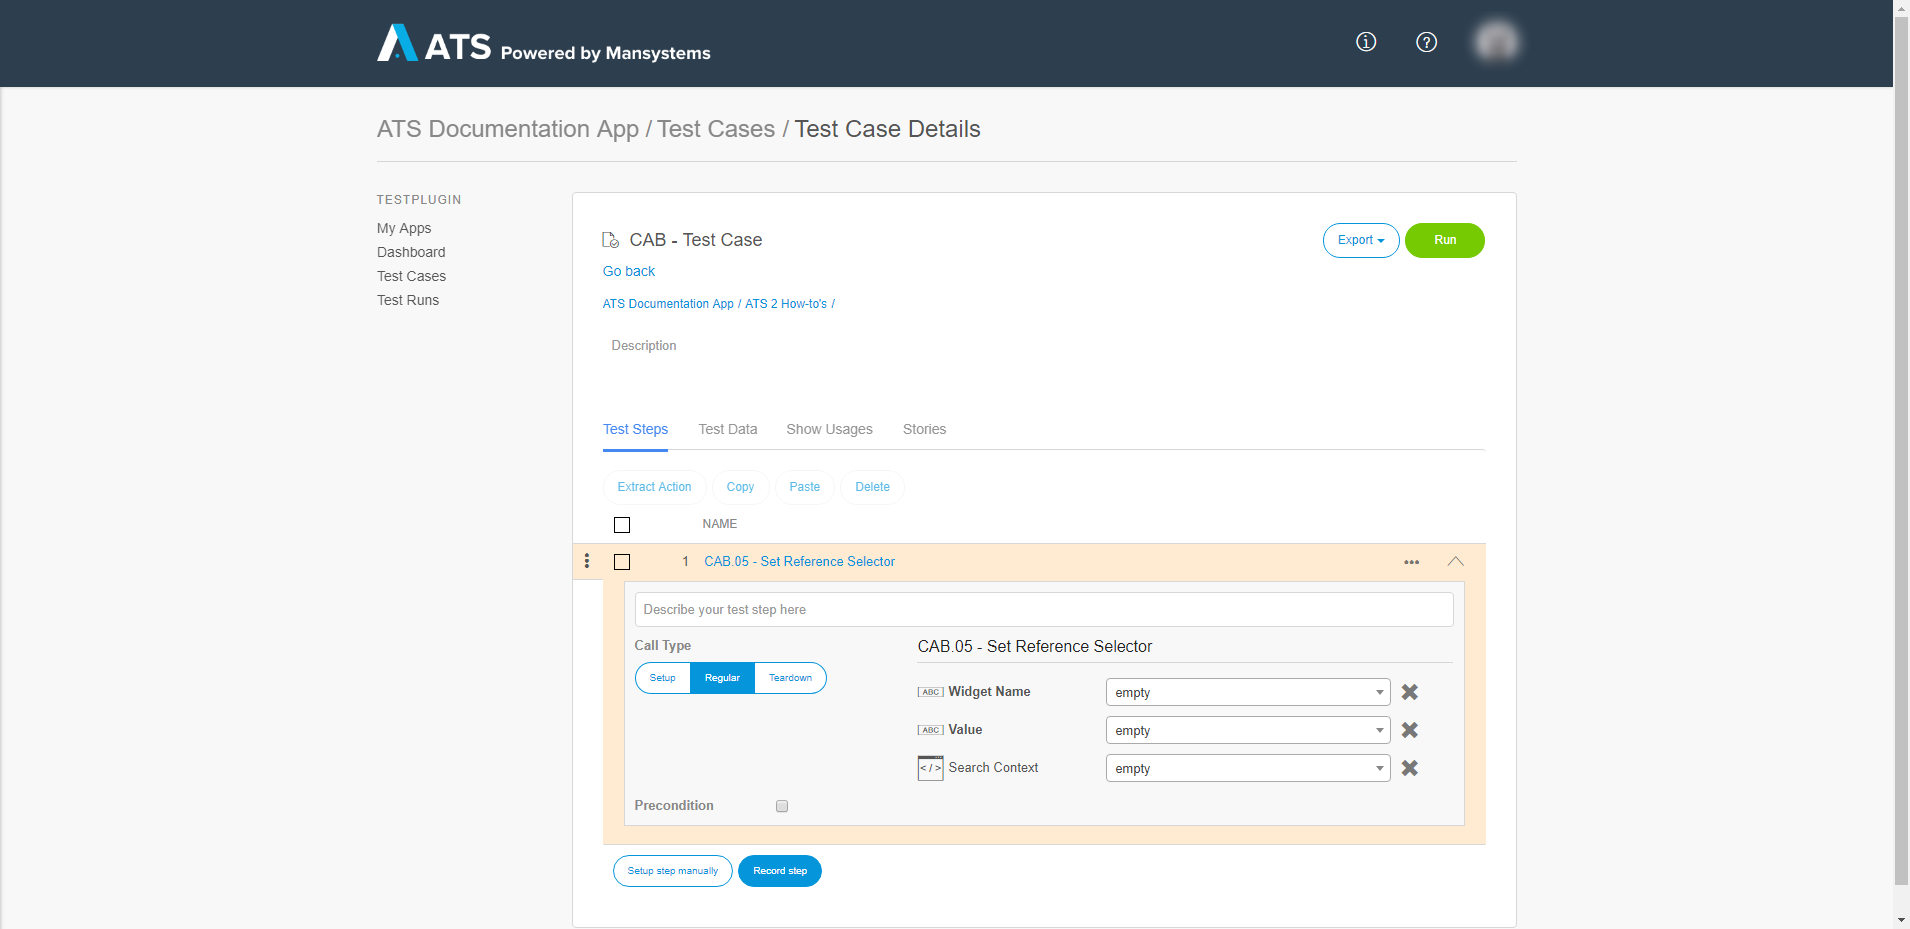 ATS Powered by Mansystems
ATS Documentation App / Test Cases / Test Case Details
TESTPLUGIN
My Apps
Dashboard
Test Cases
Test Runs
CAB - Test Case
Export
Run
Go back
ATS Documentation App / ATS 2 How-to's /
Description
Test Steps
Test Data
Show Usages
Stories
Extract Action
Copy
Paste
Delete
NAME
1 CAB.05 - Set Reference Selector
Describe your test step here
Call Type
Setup
Regular
Teardown
CAB.05 - Set Reference Selector
ABC Widget Name
empty
ABC Value
empty
</> Search Context
empty
Precondition
Setup step manually
Record step